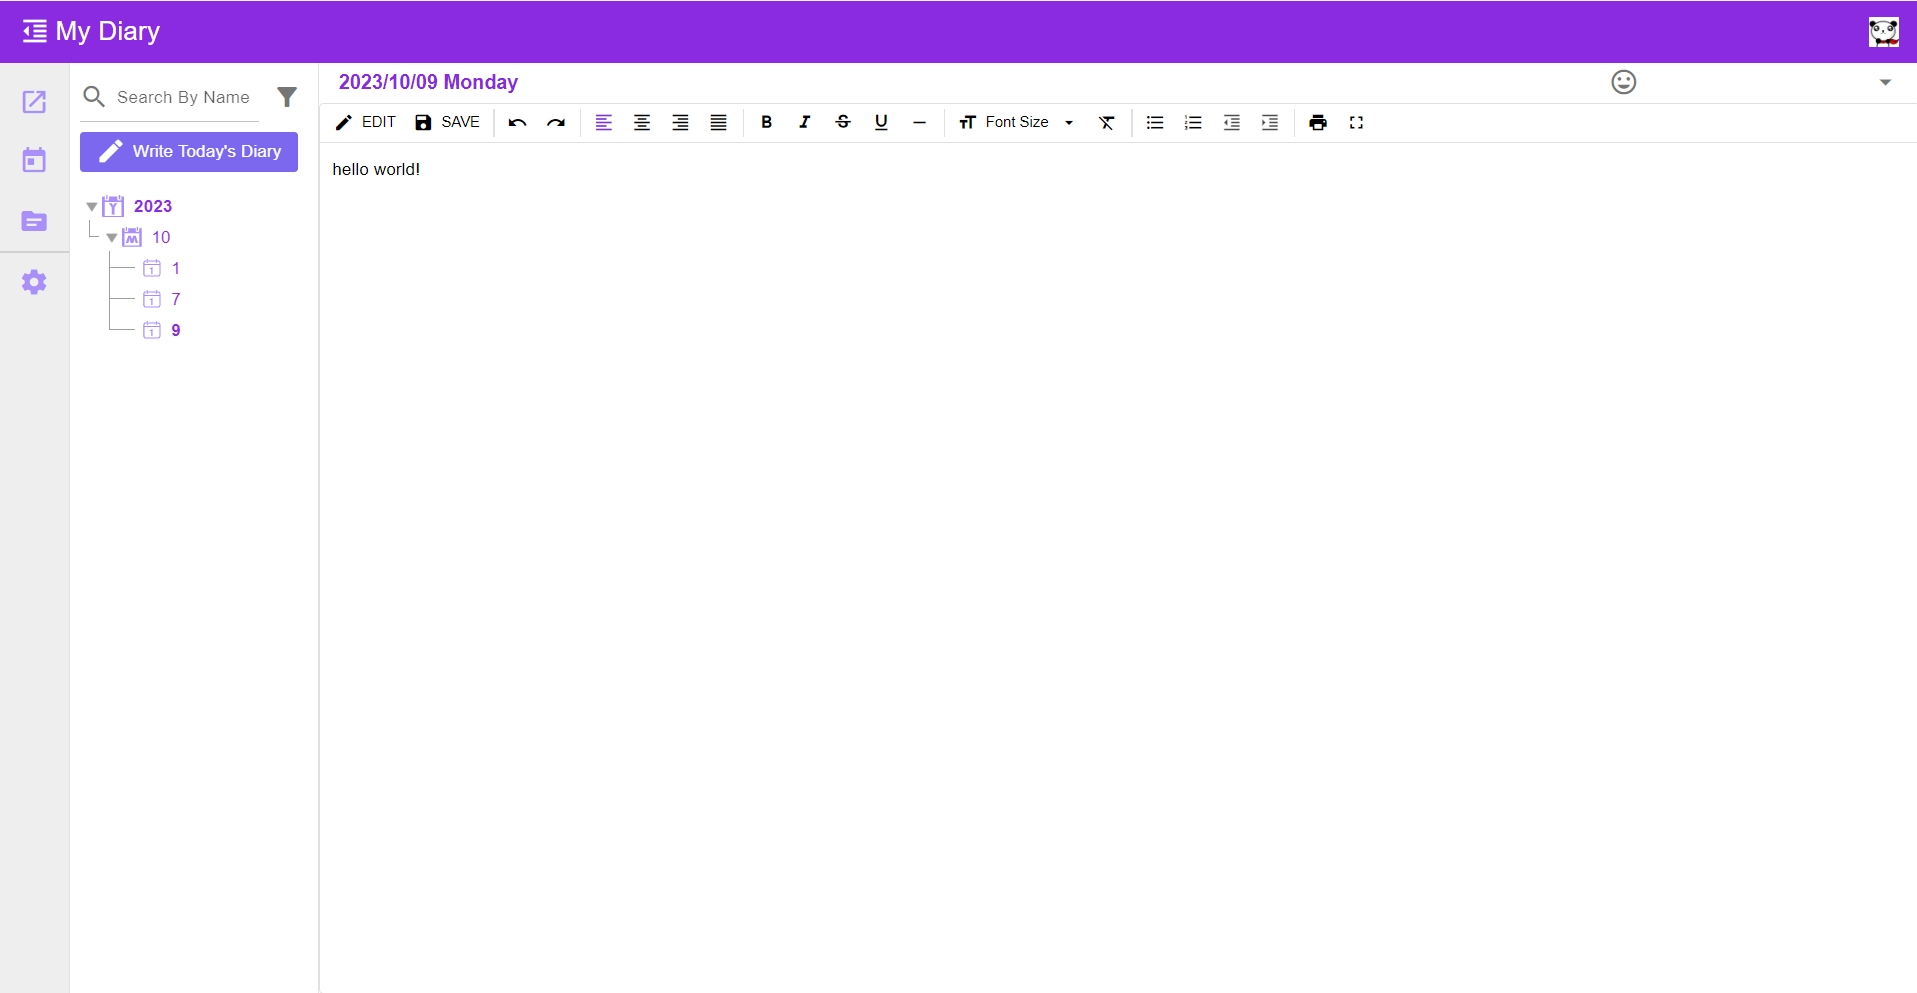 My Diary
Search By Name
Write Today's Diary
2023
10
1
7
9
2023/10/09 Monday
EDIT SAVE Font Size
hello world!